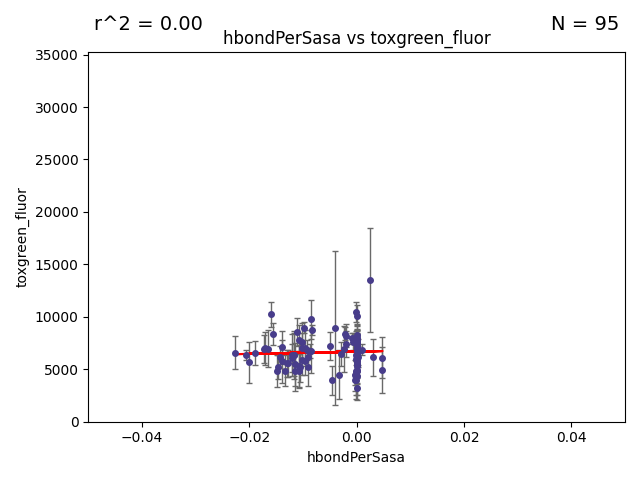 r^2 = 0.00
N = 95
hbondPerSasa vs toxgreen_fluor
35000
30000
25000
20000
15000
10000
5000
0
toxgreen_fluor
−0.04
−0.02
0.00
0.02
0.04
hbondPerSasa